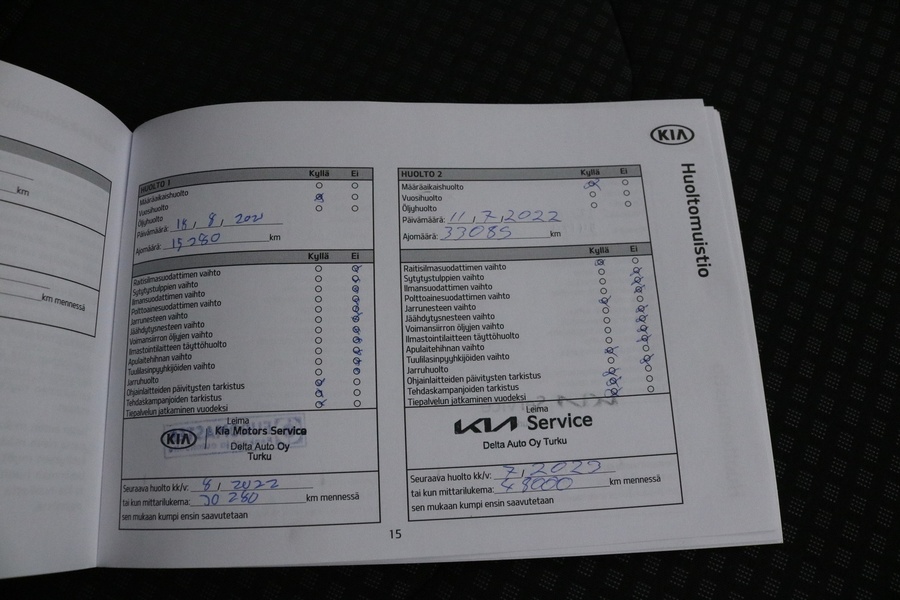 km
km mennessä
KIA
Huoltomuistio
HUOLTO 1 Kyllä Ei
Määräaikaishuolto
Vuosihuolto
Öljyhuolto
Päivämäärä: 18, 8, 2021
Ajomäärä: 15280 km
Kyllä Ei
Raitisilmasuodattimen vaihto
Sytytystulppien vaihto
Ilmansuodattimen vaihto
Polttoainesuodattimen vaihto
Jarrunesteen vaihto
Jäähdytysnesteen vaihto
Voimansiirron öljyjen vaihto
Ilmastointilaitteen täyttöhuolto
Apulaitehihnan vaihto
Tuulilasinpyyhkijöiden vaihto
Jarruhuolto
Ohjainlaitteiden päivitysten tarkistus
Tehdaskampanjoiden tarkistus
Tiepalvelun jatkaminen vuodeksi
Leima
KIA Kia Motors Service
Delta Auto Oy
Turku
Seuraava huolto kk/v: 8, 2022
tai kun mittarilukema: 30 280 km mennessä
sen mukaan kumpi ensin saavutetaan
HUOLTO 2 Kyllä Ei
Määräaikaishuolto
Vuosihuolto
Öljyhuolto
Päivämäärä: 11, 7, 2022
Ajomäärä: 33085 km
Kyllä Ei
Raitisilmasuodattimen vaihto
Sytytystulppien vaihto
Ilmansuodattimen vaihto
Polttoainesuodattimen vaihto
Jarrunesteen vaihto
Jäähdytysnesteen vaihto
Voimansiirron öljyjen vaihto
Ilmastointilaitteen täyttöhuolto
Apulaitehihnan vaihto
Tuulilasinpyyhkijöiden vaihto
Jarruhuolto
Ohjainlaitteiden päivitysten tarkistus
Tehdaskampanjoiden tarkistus
Tiepalvelun jatkaminen vuodeksi
Leima
KIA Service
Delta Auto Oy Turku
Seuraava huolto kk/v: 7, 2023
tai kun mittarilukema: 48000 km mennessä
sen mukaan kumpi ensin saavutetaan
15